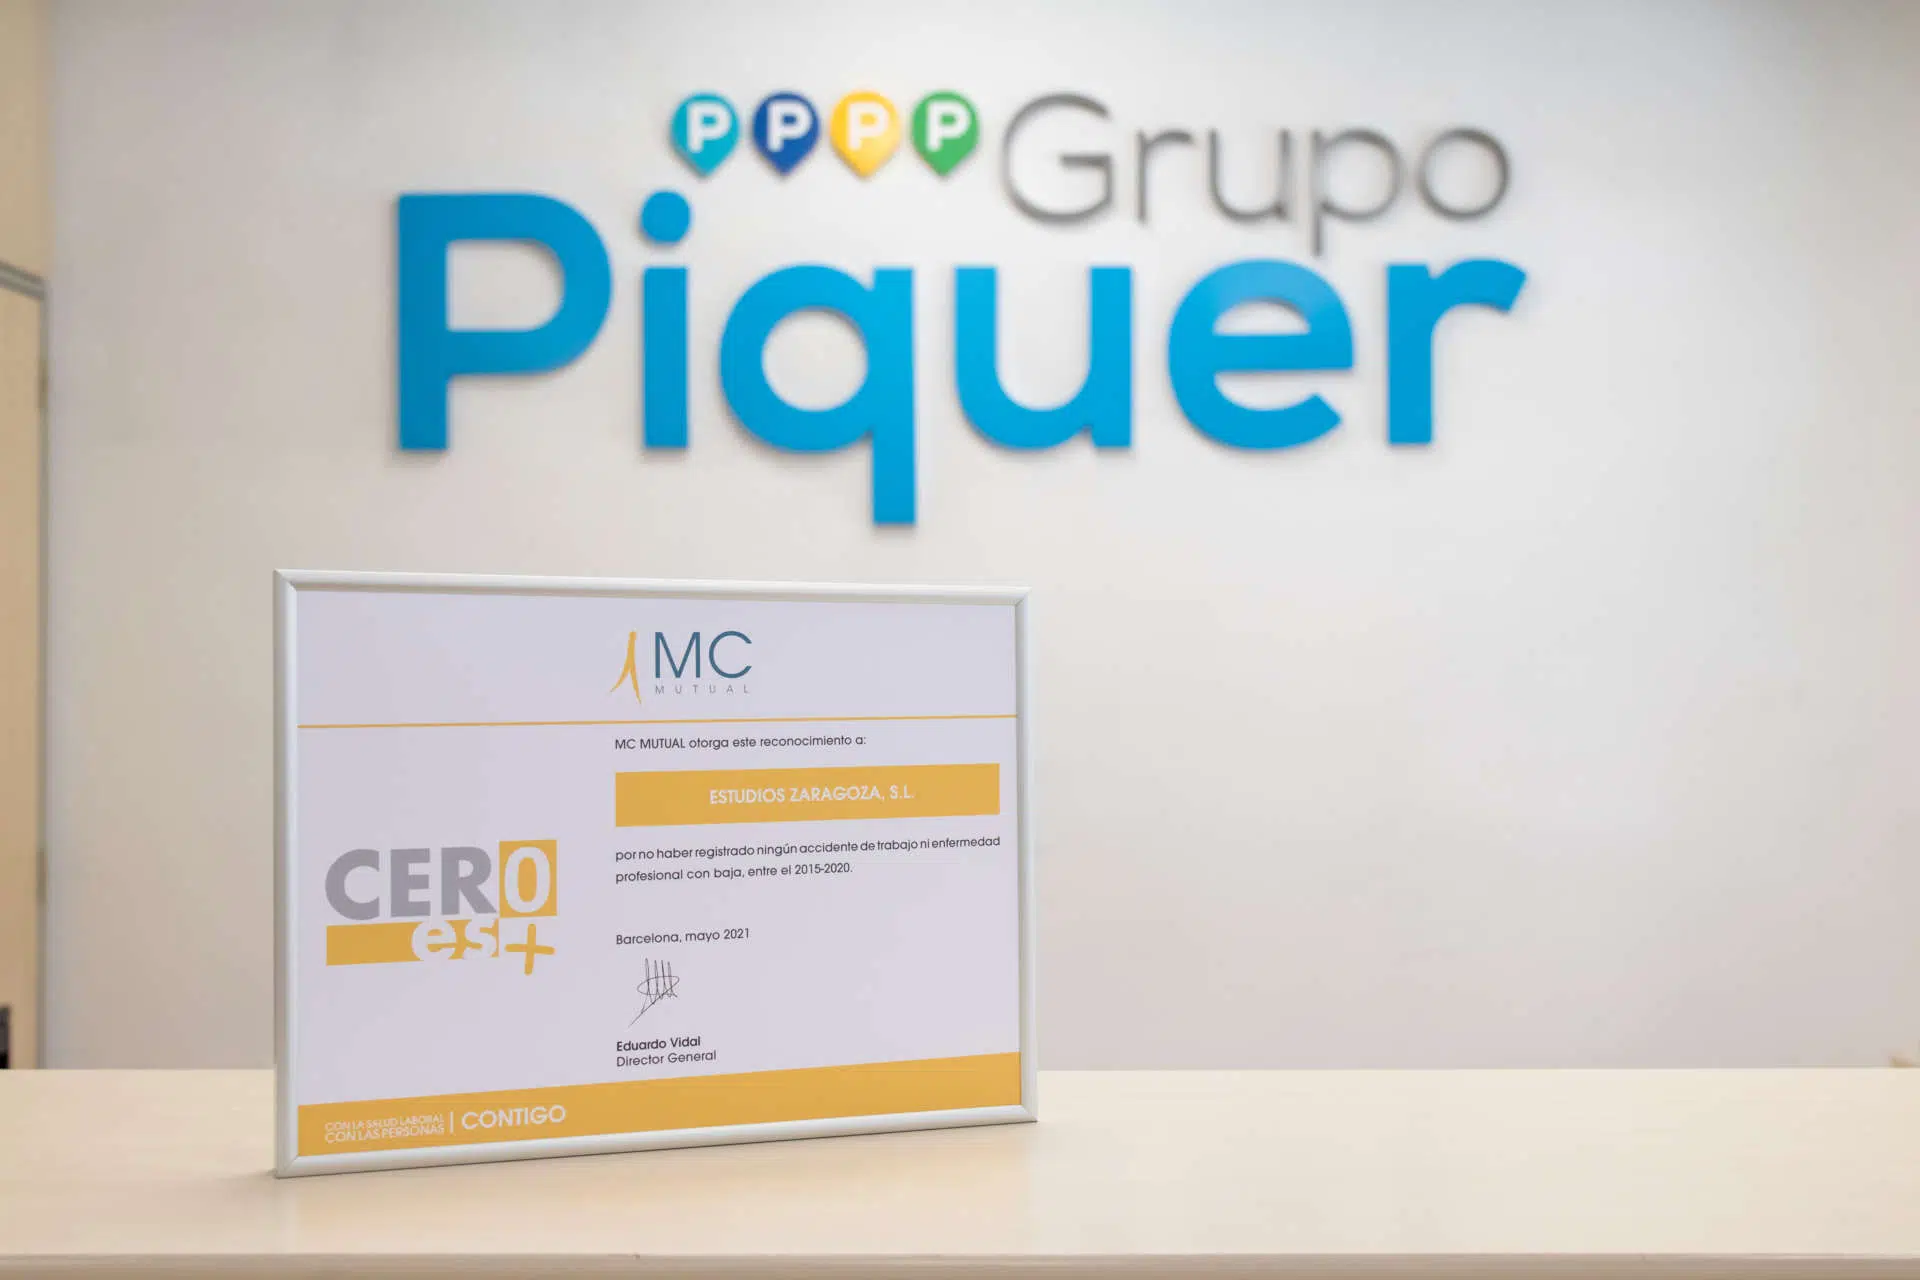 P P P P Grupo
Piquer
MC
MUTUAL
MC MUTUAL otorga este reconocimiento a:
ESTUDIOS ZARAGOZA, S.L.
por no haber registrado ningún accidente de trabajo ni enfermedad
profesional con baja, entre el 2015-2020.
CER0
es+
Barcelona, mayo 2021
Eduardo Vidal
Director General
CON LA SALUD LABORAL
CON LAS PERSONAS | CONTIGO